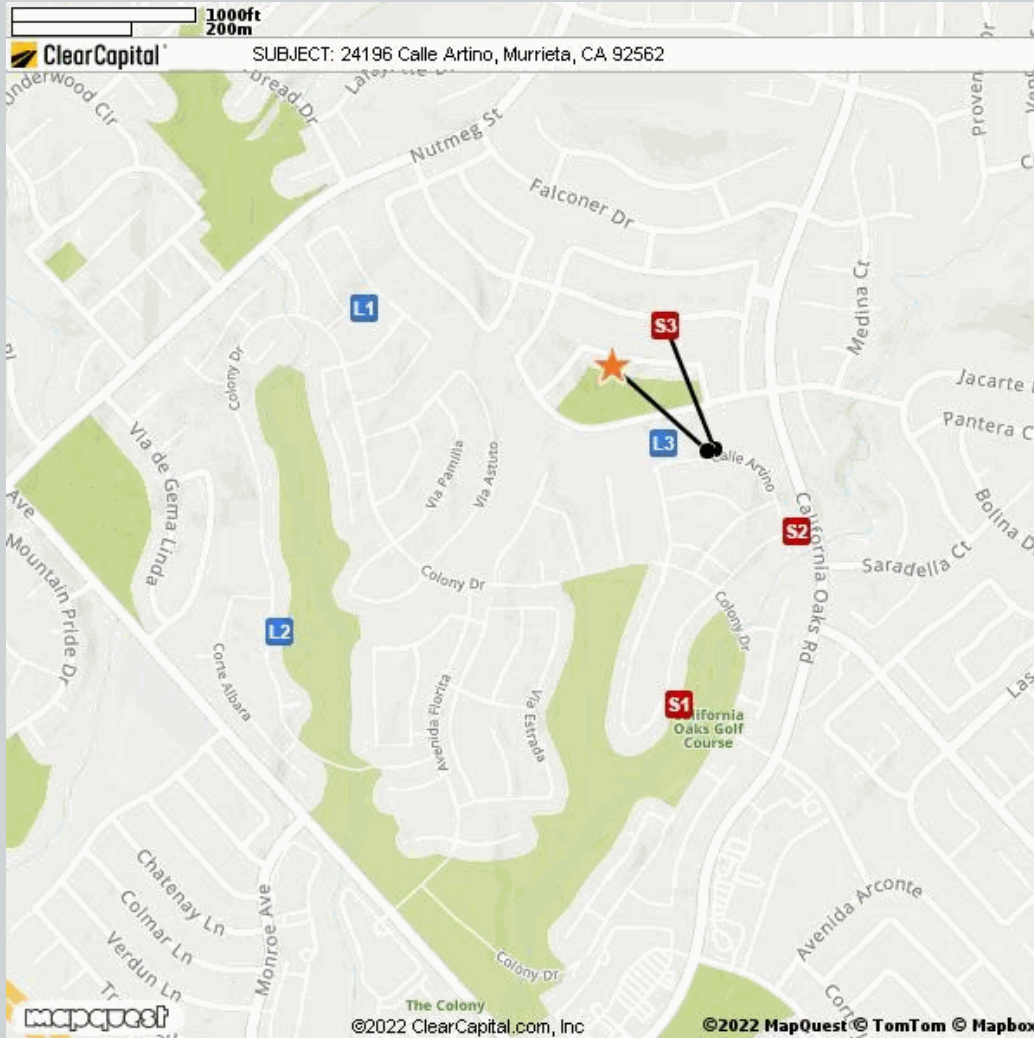 1000ft
200m
ClearCapital
SUBJECT: 24196 Calle Artino, Murrieta, CA 92562
Nutmeg St
Falconer Dr
Medina Ct
L1
S3
Colony Dr
Jacarte
L3
Pantera C
Calle Artino
Via de Gema Linda
Via Pamilla
Via Astuto
Ave
California Oaks Rd
Bolina D
S2
Saradella Ct
Mountain Pride Dr
Colony Dr
Colony Dr
L2
Corte Albara
Avenida Florita
Via Estrada
Las
S1
California
Oaks Golf
Course
Chatenay Ln
Colmar Ln
Verdun Ln
Monroe Ave
Avenida Arconte
Colony Dr
The Colony
mapquest
©2022 ClearCapital.com, Inc
©2022 MapQuest © TomTom © Mapbox